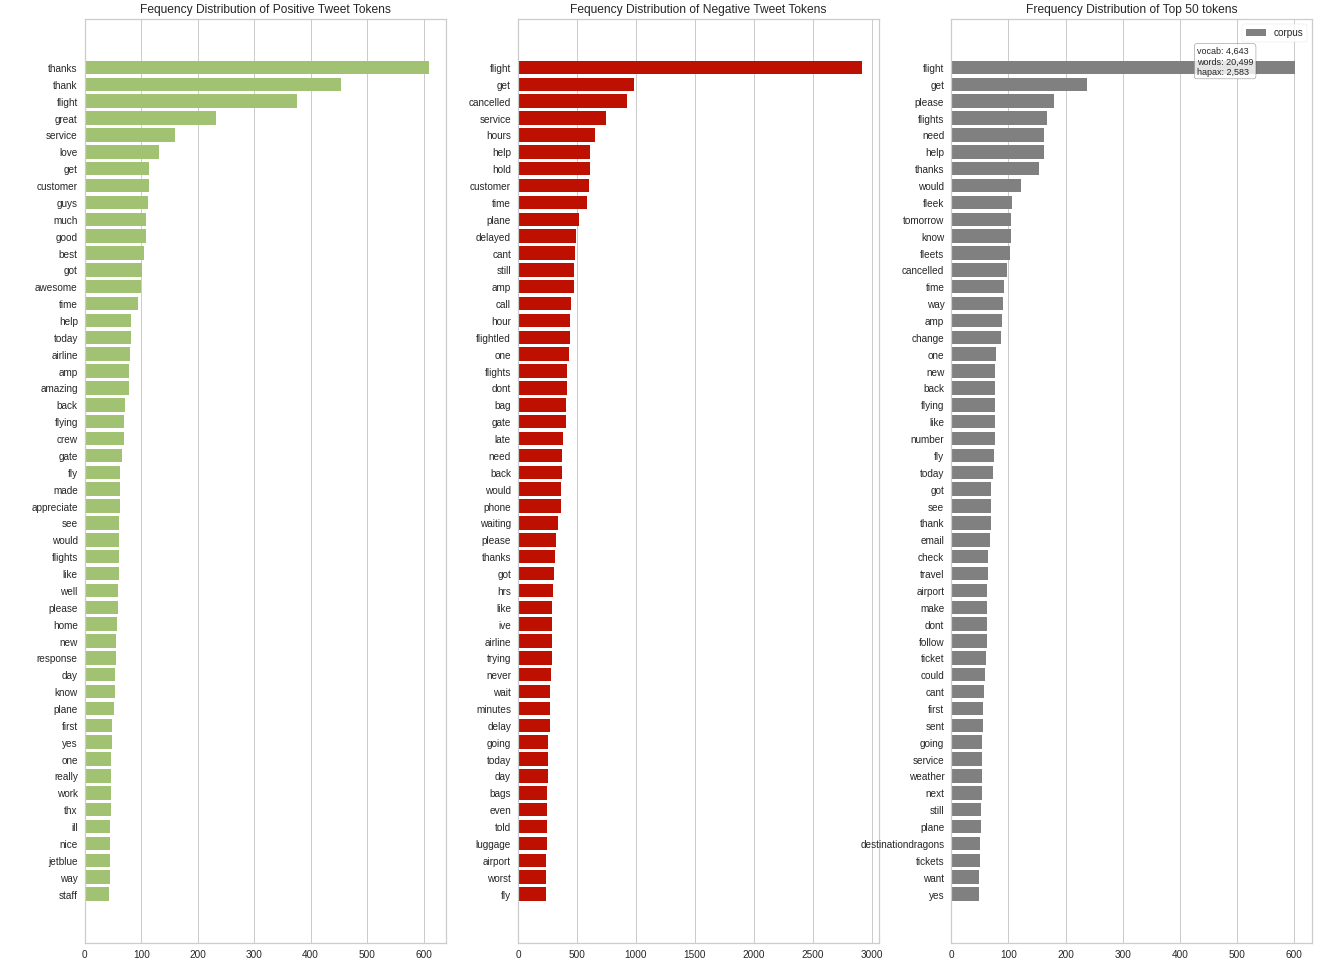 Fequency Distribution of Positive Tweet Tokens
thanks
thank
flight
great
service
love
get
customer
guys
much
good
best
got
awesome
time
help
today
airline
amp
amazing
back
flying
crew
gate
fly
made
appreciate
see
would
flights
like
well
please
home
new
response
day
know
plane
first
yes
one
really
work
thx
ill
nice
jetblue
way
staff
0 100 200 300 400 500 600
Fequency Distribution of Negative Tweet Tokens
flight
get
cancelled
service
hours
help
hold
customer
time
plane
delayed
cant
still
amp
call
hour
flightled
one
flights
dont
bag
gate
late
need
back
would
phone
waiting
please
thanks
got
hrs
like
ive
airline
trying
never
wait
minutes
delay
going
today
day
bags
even
told
luggage
airport
worst
fly
0 500 1000 1500 2000 2500 3000
Frequency Distribution of Top 50 tokens
corpus
vocab: 4,643
words: 20,499
hapax: 2,583
flight
get
please
flights
need
help
thanks
would
fleek
tomorrow
know
fleets
cancelled
time
way
amp
change
one
new
back
flying
like
number
fly
today
got
see
thank
email
check
travel
airport
make
dont
follow
ticket
could
cant
first
sent
going
service
weather
next
still
plane
destinationdragons
tickets
want
yes
0 100 200 300 400 500 600